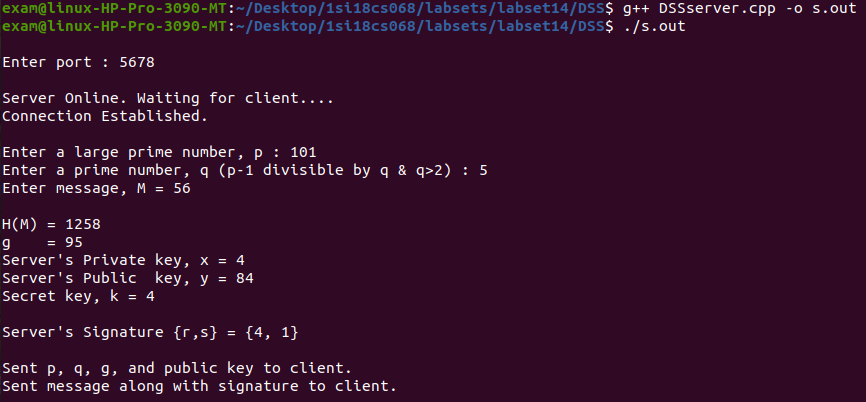 exam@linux-HP-Pro-3090-MT:~/Desktop/1si18cs068/labsets/labset14/DSS$ g++ DSSserver.cpp -o s.out
exam@linux-HP-Pro-3090-MT:~/Desktop/1si18cs068/labsets/labset14/DSS$ ./s.out
Enter port : 5678
Server Online. Waiting for client....
Connection Established.
Enter a large prime number, p : 101
Enter a prime number, q (p-1 divisible by q & q>2) : 5
Enter message, M = 56
H(M) = 1258
g    = 95
Server's Private key, x = 4
Server's Public  key, y = 84
Secret key, k = 4
Server's Signature {r,s} = {4, 1}
Sent p, q, g, and public key to client.
Sent message along with signature to client.